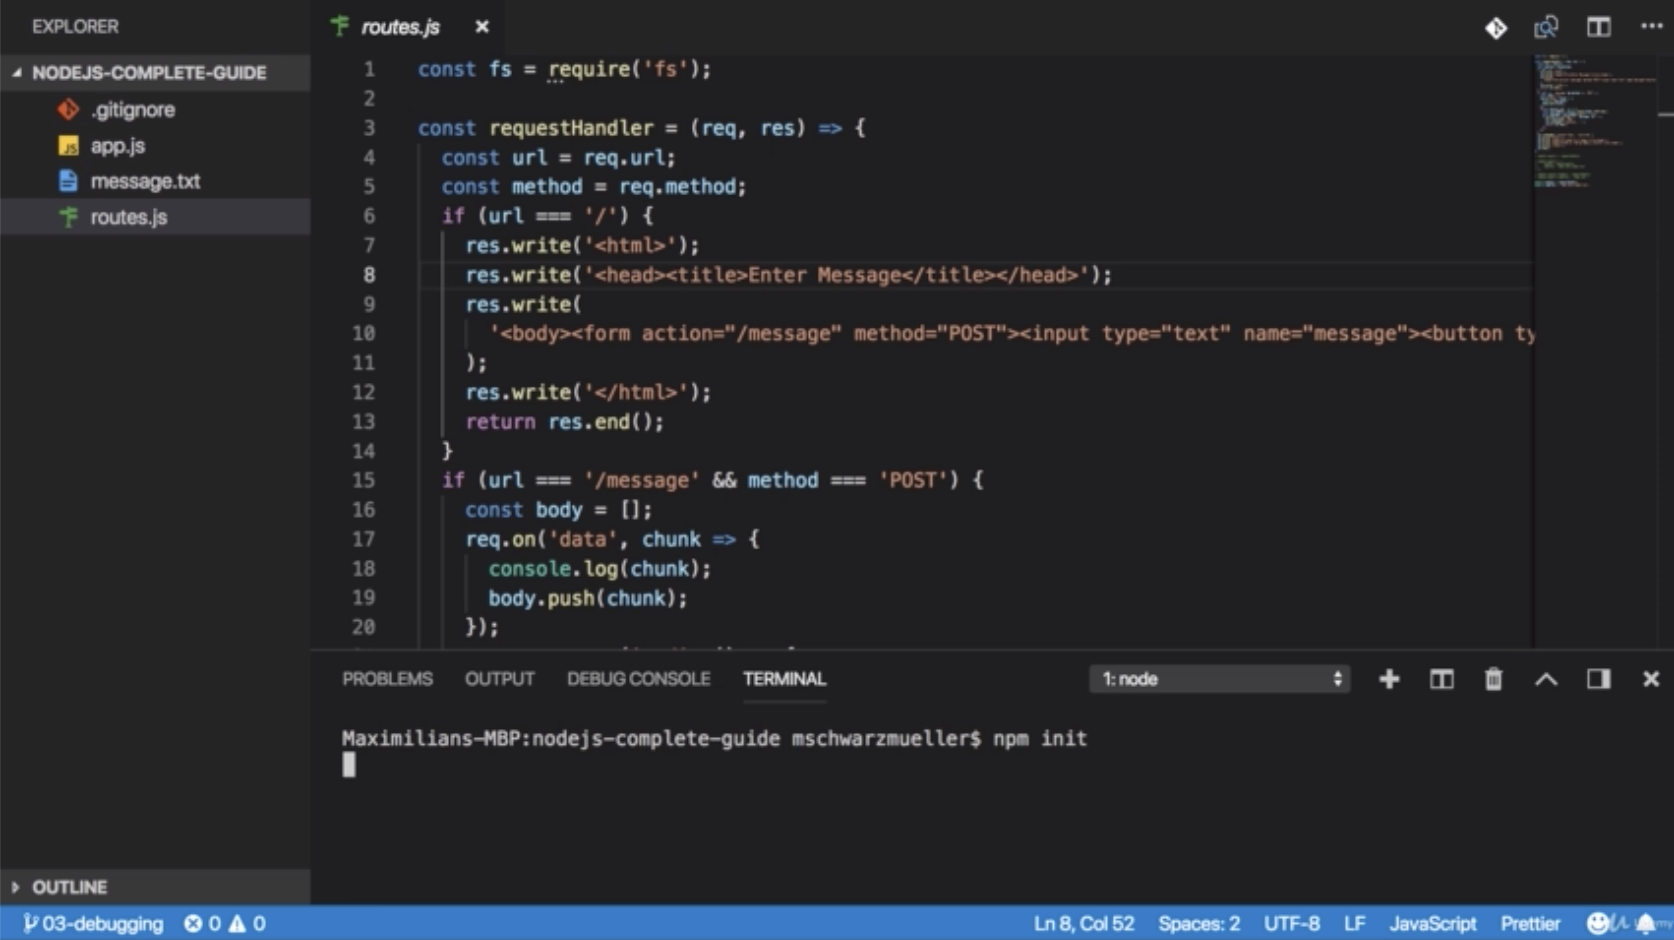 EXPLORER
routes.js
NODEJS-COMPLETE-GUIDE
.gitignore
app.js
message.txt
routes.js
1 const fs = require('fs');
2
3 const requestHandler = (req, res) => {
4 const url = req.url;
5 const method = req.method;
6 if (url === '/') {
7 res.write('<html>');
8 res.write('<head><title>Enter Message</title></head>');
9 res.write(
10 '<body><form action="/message" method="POST"><input type="text" name="message"><button ty
11 );
12 res.write('</html>');
13 return res.end();
14 }
15 if (url === '/message' && method === 'POST') {
16 const body = [];
17 req.on('data', chunk => {
18 console.log(chunk);
19 body.push(chunk);
20 });
PROBLEMS OUTPUT DEBUG CONSOLE TERMINAL 1: node
Maximilians-MBP:nodejs-complete-guide mschwarzmueller$ npm init
OUTLINE
03-debugging 0 0 Ln 8, Col 52 Spaces: 2 UTF-8 LF JavaScript Prettier